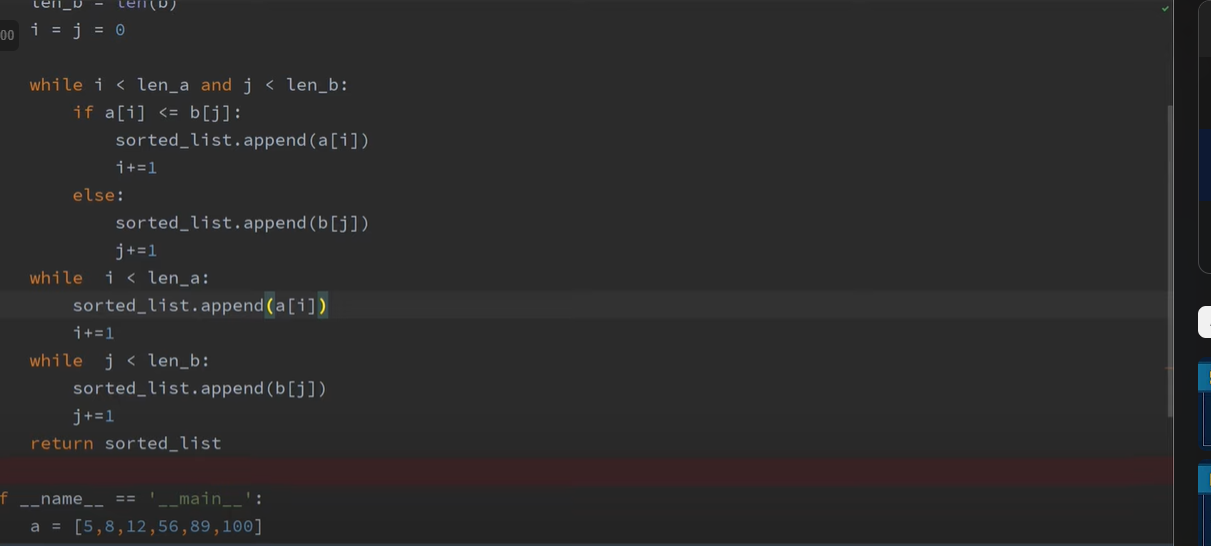 len_b = len(b)
00
i = j = 0
while i < len_a and j < len_b:
if a[i] <= b[j]:
sorted_list.append(a[i])
i+=1
else:
sorted_list.append(b[j])
j+=1
while  i < len_a:
sorted_list.append(a[i])
i+=1
while  j < len_b:
sorted_list.append(b[j])
j+=1
return sorted_list
f __name__ == '__main__':
a = [5,8,12,56,89,100]